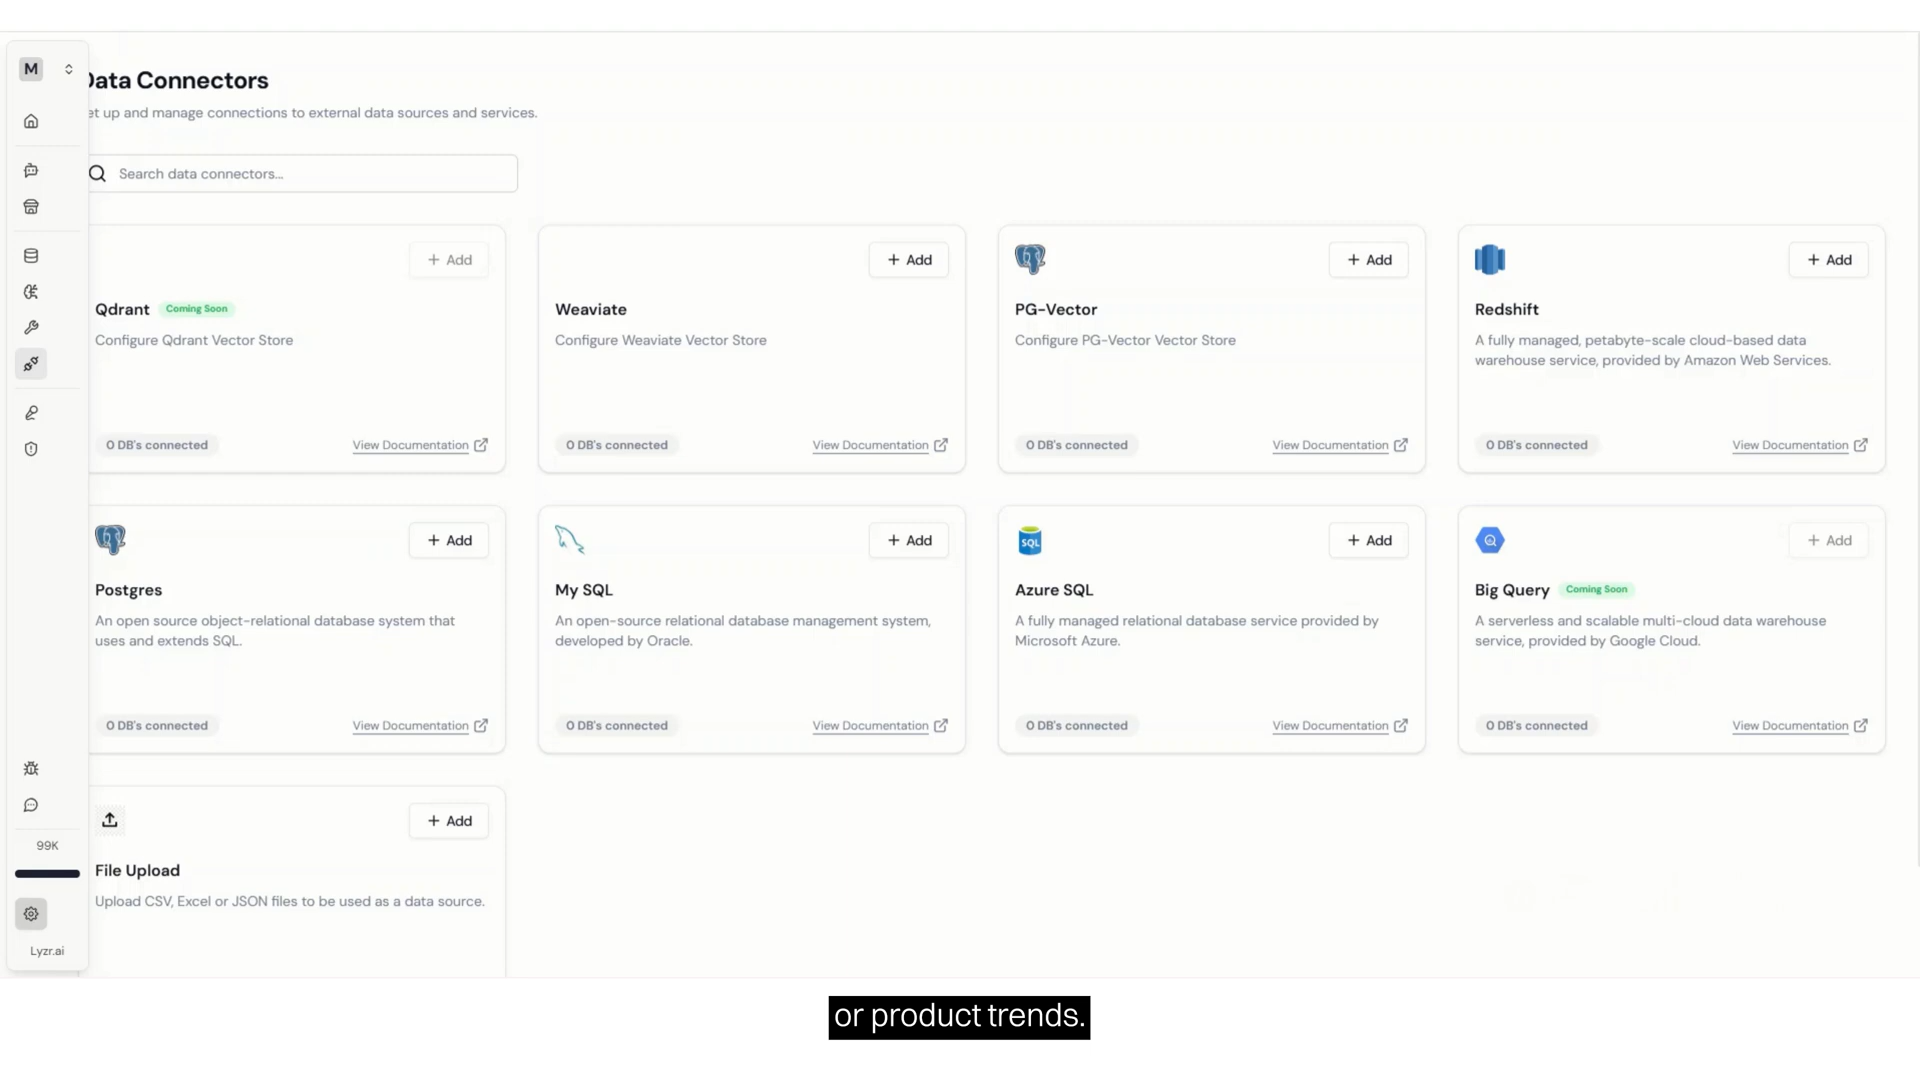 M
Data Connectors
et up and manage connections to external data sources and services.
Search data connectors...
+ Add
Qdrant Coming Soon
Configure Qdrant Vector Store
0 DB's connected
View Documentation
+ Add
Weaviate
Configure Weaviate Vector Store
0 DB's connected
View Documentation
+ Add
PG-Vector
Configure PG-Vector Vector Store
0 DB's connected
View Documentation
+ Add
Redshift
A fully managed, petabyte-scale cloud-based data
warehouse service, provided by Amazon Web Services.
0 DB's connected
View Documentation
+ Add
Postgres
An open source object-relational database system that
uses and extends SQL.
0 DB's connected
View Documentation
+ Add
My SQL
An open-source relational database management system,
developed by Oracle.
0 DB's connected
View Documentation
SQL
+ Add
Azure SQL
A fully managed relational database service provided by
Microsoft Azure.
0 DB's connected
View Documentation
+ Add
Big Query Coming Soon
A serverless and scalable multi-cloud data warehouse
service, provided by Google Cloud.
0 DB's connected
View Documentation
+ Add
File Upload
Upload CSV, Excel or JSON files to be used as a data source.
99K
Lyzr.ai
or product trends.